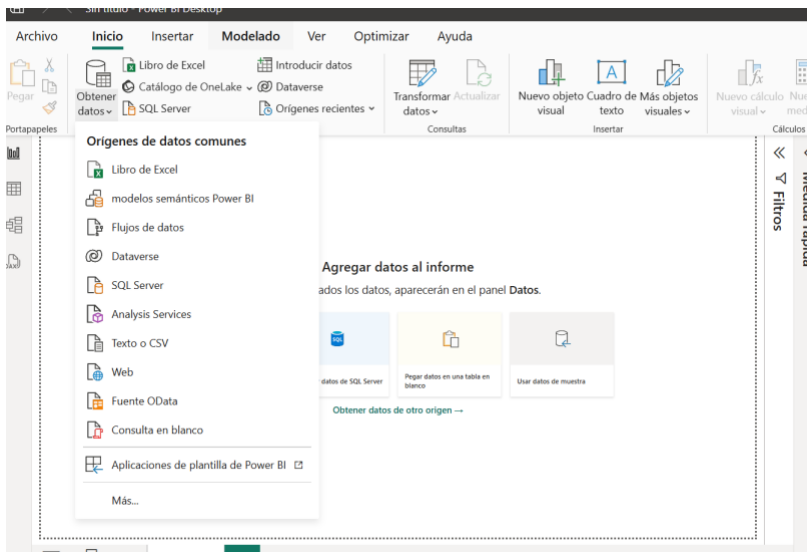 Sin título - Power BI Desktop
Archivo Inicio Insertar Modelado Ver Optimizar Ayuda
Pegar
Portapapeles
Obtener datos
Libro de Excel
Catálogo de OneLake
SQL Server
Introducir datos
Dataverse
Orígenes recientes
Transformar datos
Actualizar
Consultas
Nuevo objeto visual
Cuadro de texto
Más objetos visuales
Insertar
Nuevo cálculo visual
Cálculos
Orígenes de datos comunes
Libro de Excel
modelos semánticos Power BI
Flujos de datos
Dataverse
SQL Server
Analysis Services
Texto o CSV
Web
Fuente OData
Consulta en blanco
Aplicaciones de plantilla de Power BI
Más...
Agregar datos al informe
los datos, aparecerán en el panel Datos.
SQL
datos de SQL Server
Pegar datos en una tabla en
blanco
Usar datos de muestra
Obtener datos de otro origen →
Filtros
rápida